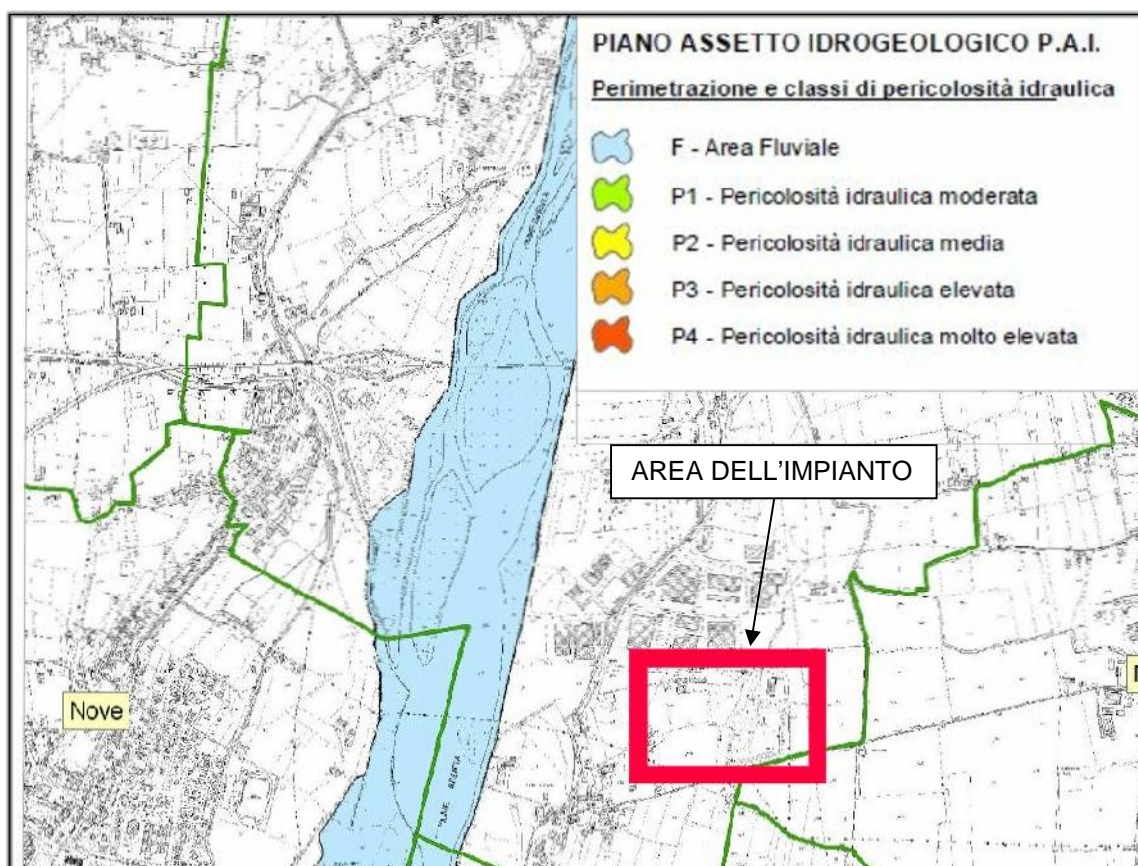 PIANO ASSETTO IDROGEOLOGICO P.A.I.
Perimetrazione e classi di pericolosità idraulica
F - Area Fluviale
P1 - Pericolosità idraulica moderata
P2 - Pericolosità idraulica media
P3 - Pericolosità idraulica elevata
P4 - Pericolosità idraulica molto elevata
AREA DELL’IMPIANTO
Nove
BRENTA